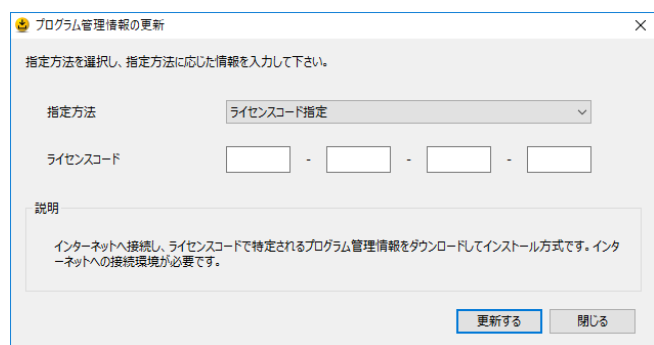 プログラム管理情報の更新
指定方法を選択し、指定方法に応じた情報を入力して下さい。
指定方法
ライセンスコード指定
ライセンスコード
- - -
説明
インターネットへ接続し、ライセンスコードで特定されるプログラム管理情報をダウンロードしてインストール方式です。インタ
ーネットへの接続環境が必要です。
更新する
閉じる